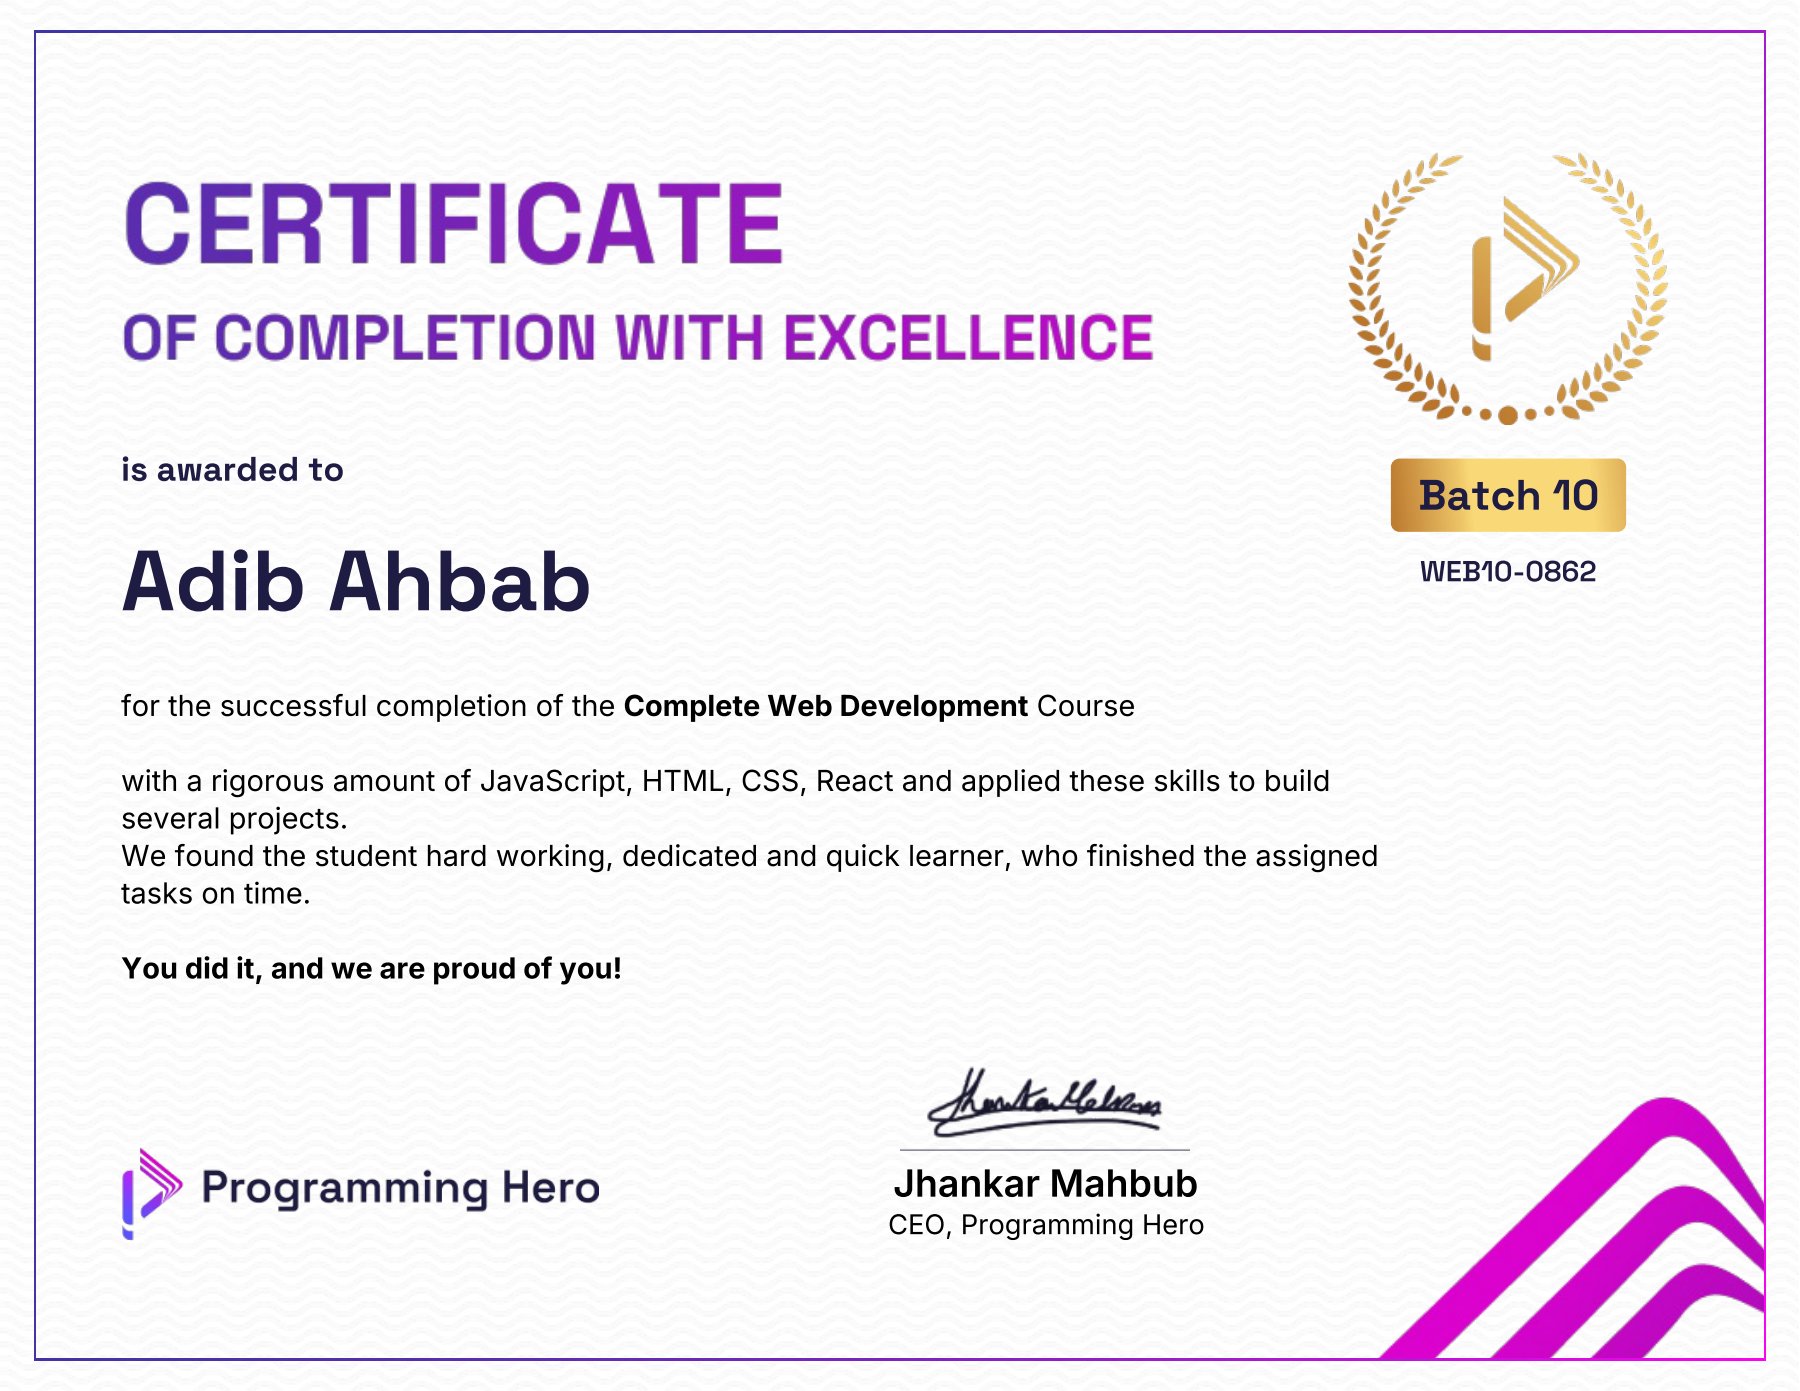 CERTIFICATE
OF COMPLETION WITH EXCELLENCE
is awarded to
Adib Ahbab
Batch 10
WEB10-0862
for the successful completion of the Complete Web Development Course
with a rigorous amount of JavaScript, HTML, CSS, React and applied these skills to build
several projects.
We found the student hard working, dedicated and quick learner, who finished the assigned
tasks on time.
You did it, and we are proud of you!
Programming Hero
Jhankar Mahbub
Jhankar Mahbub
CEO, Programming Hero